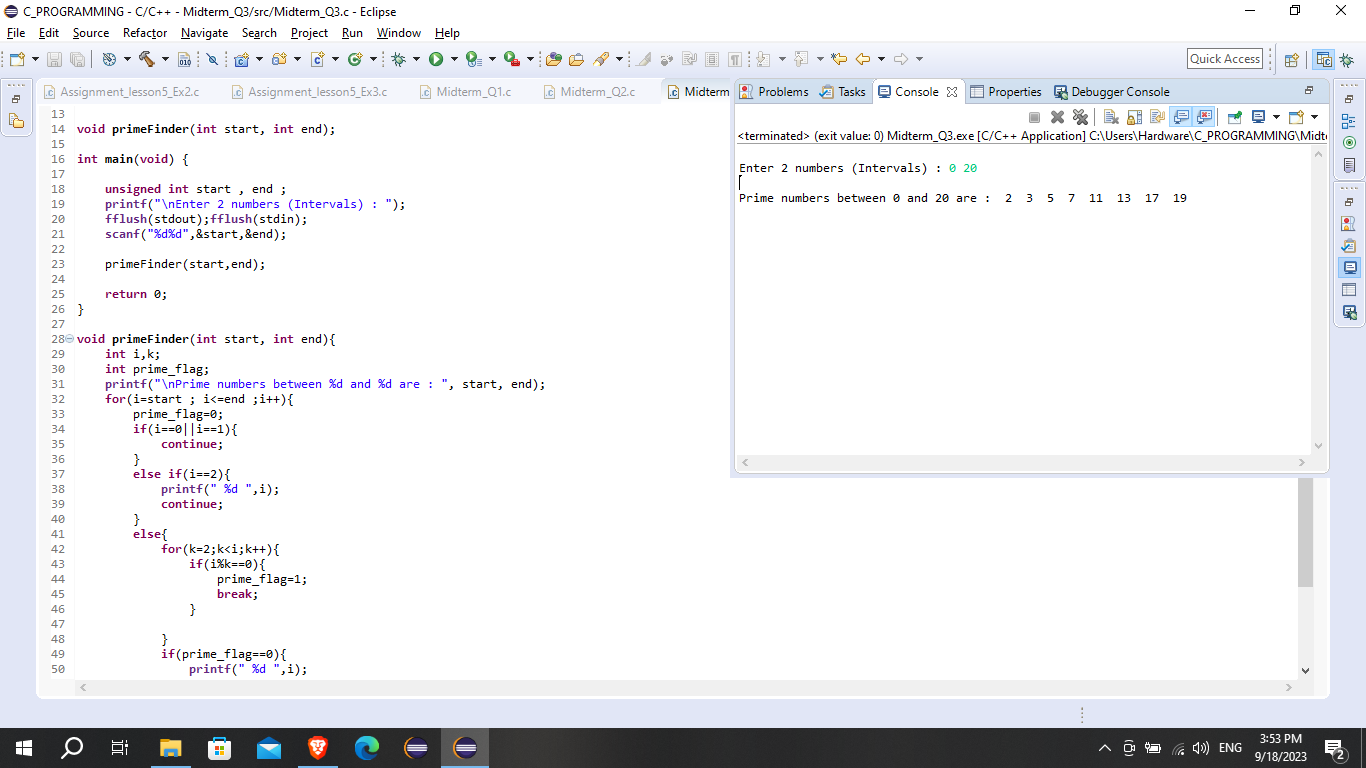 C_PROGRAMMING - C/C++ - Midterm_Q3/src/Midterm_Q3.c - Eclipse
File Edit Source Refactor Navigate Search Project Run Window Help
Quick Access
Assignment_lesson5_Ex2.c Assignment_lesson5_Ex3.c Midterm_Q1.c Midterm_Q2.c Midterm
Problems Tasks Console Properties Debugger Console
<terminated> (exit value: 0) Midterm_Q3.exe [C/C++ Application] C:\Users\Hardware\C_PROGRAMMING\Midte
Enter 2 numbers (Intervals) : 0 20
Prime numbers between 0 and 20 are :  2  3  5  7  11  13  17  19
13
14 void primeFinder(int start, int end);
15
16 int main(void) {
17
18     unsigned int start , end ;
19     printf("\nEnter 2 numbers (Intervals) : ");
20     fflush(stdout);fflush(stdin);
21     scanf("%d%d",&start,&end);
22
23     primeFinder(start,end);
24
25     return 0;
26 }
27
28 void primeFinder(int start, int end){
29     int i,k;
30     int prime_flag;
31     printf("\nPrime numbers between %d and %d are : ", start, end);
32     for(i=start ; i<=end ;i++){
33         prime_flag=0;
34         if(i==0||i==1){
35             continue;
36         }
37         else if(i==2){
38             printf(" %d ",i);
39             continue;
40         }
41         else{
42             for(k=2;k<i;k++){
43                 if(i%k==0){
44                     prime_flag=1;
45                     break;
46                 }
47
48             }
49             if(prime_flag==0){
50                 printf(" %d ",i);
ENG
3:53 PM
9/18/2023
2